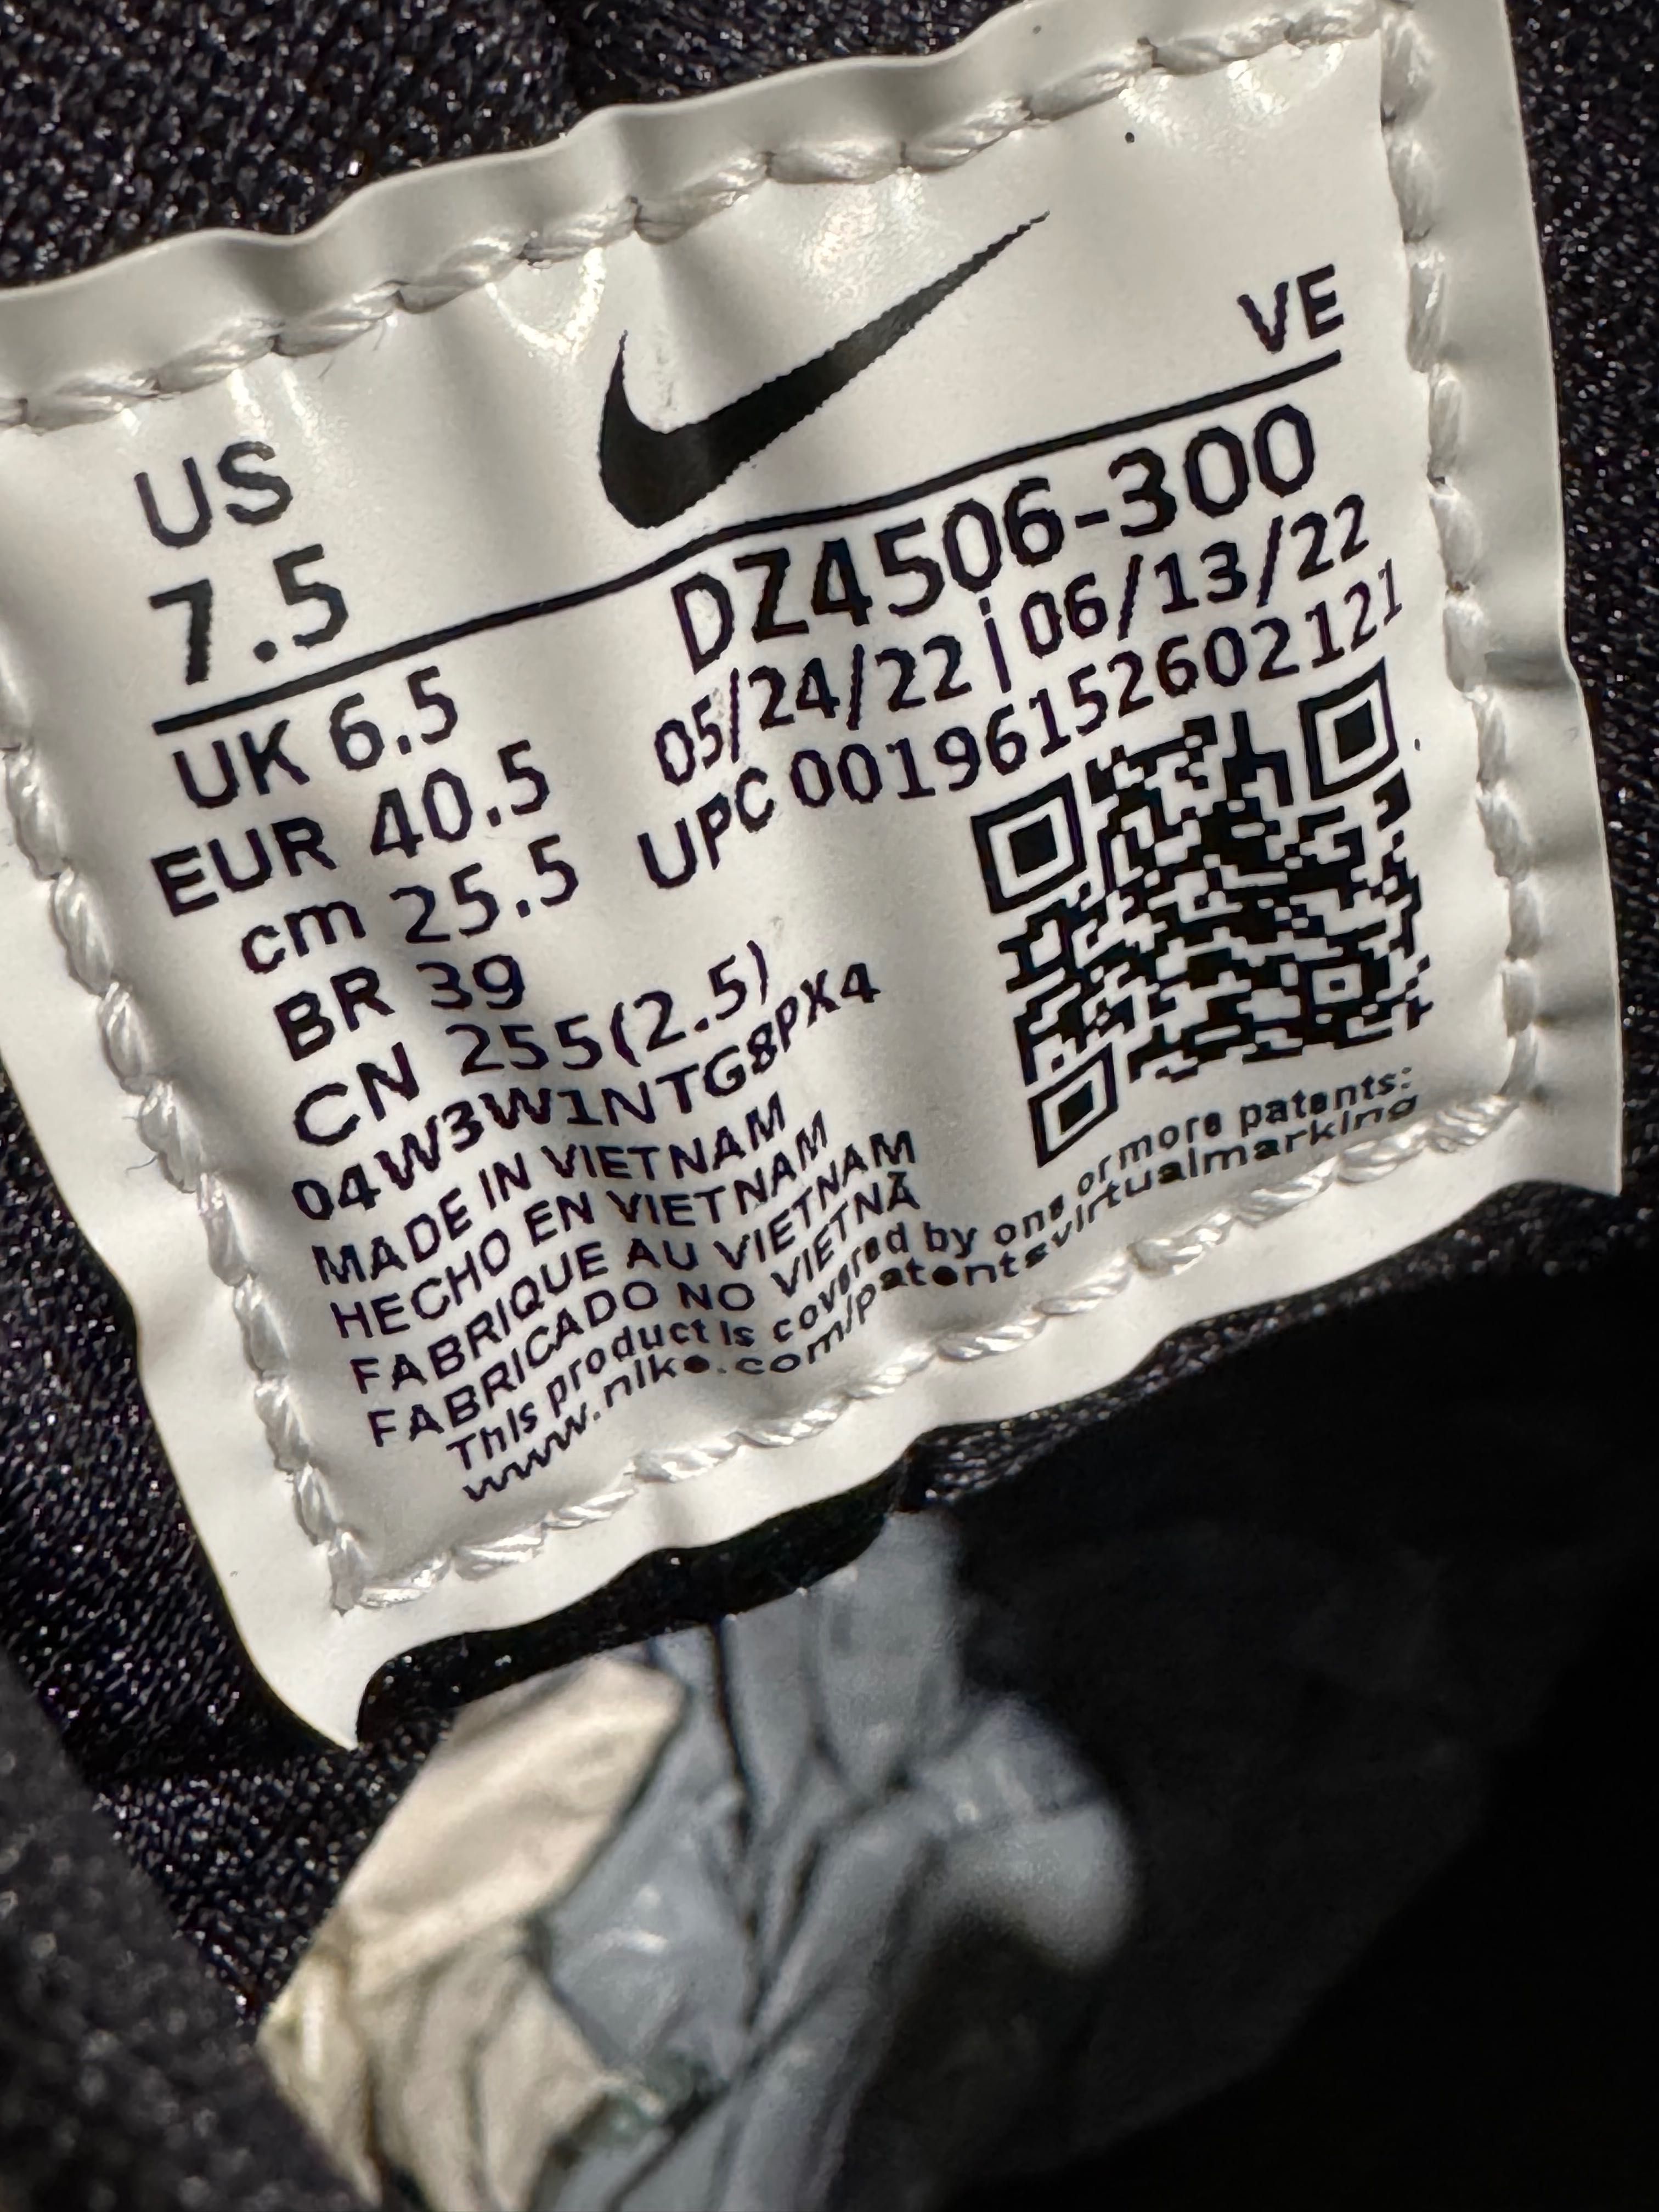 VE
US
7.5
DZ4506-300
05/24/22 | 06/13/22
UPC 00196152602121
UK 6.5
EUR 40.5
cm 25.5
BR 39
CN 255(2.5)
04W3W1NTG8PX4
MADE IN VIETNAM
HECHO EN VIETNAM
FABRIQUE AU VIETNAM
FABRICADO NO VIETNÃ
This product is covered by one or more patents:
www.nike.com/patentsvirtualmarking